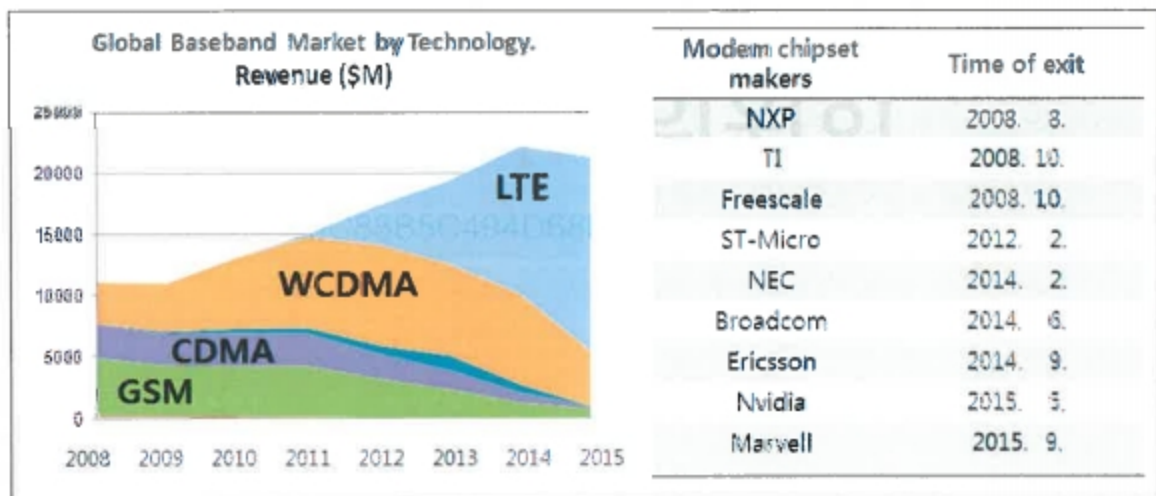 Global Baseband Market by Technology.
Revenue ($M)
25000
20000
15000
10000
5000
0
LTE
WCDMA
CDMA
GSM
2008 2009 2010 2011 2012 2013 2014 2015
Modem chipset makers Time of exit
NXP 2008. 8.
TI 2008. 10.
Freescale 2008. 10.
ST-Micro 2012. 2.
NEC 2014. 2.
Broadcom 2014. 6.
Ericsson 2014. 9.
Nvidia 2015. 5.
Marvell 2015. 9.